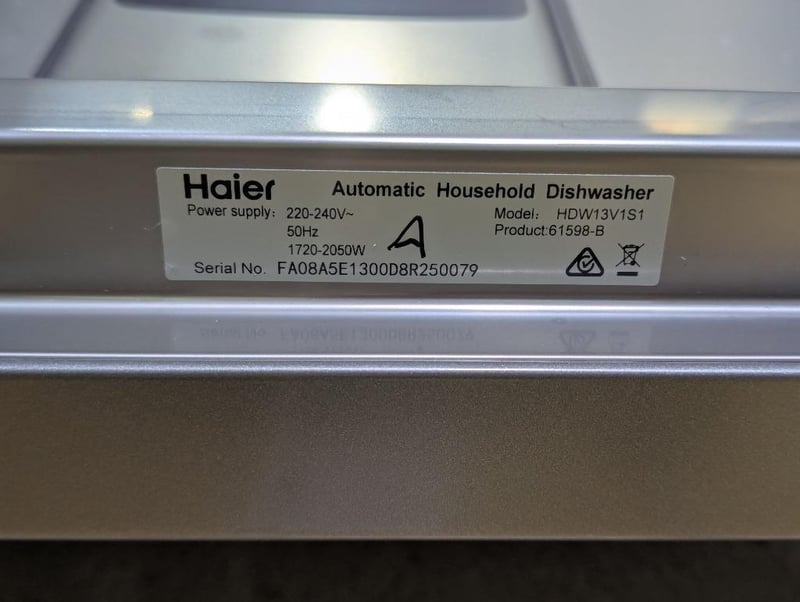 Haier Automatic Household Dishwasher
Power supply: 220-240V~ Model: HDW13V1S1
50Hz Product:61598-B
1720-2050W A
Serial No. FA08A5E1300D8R250079